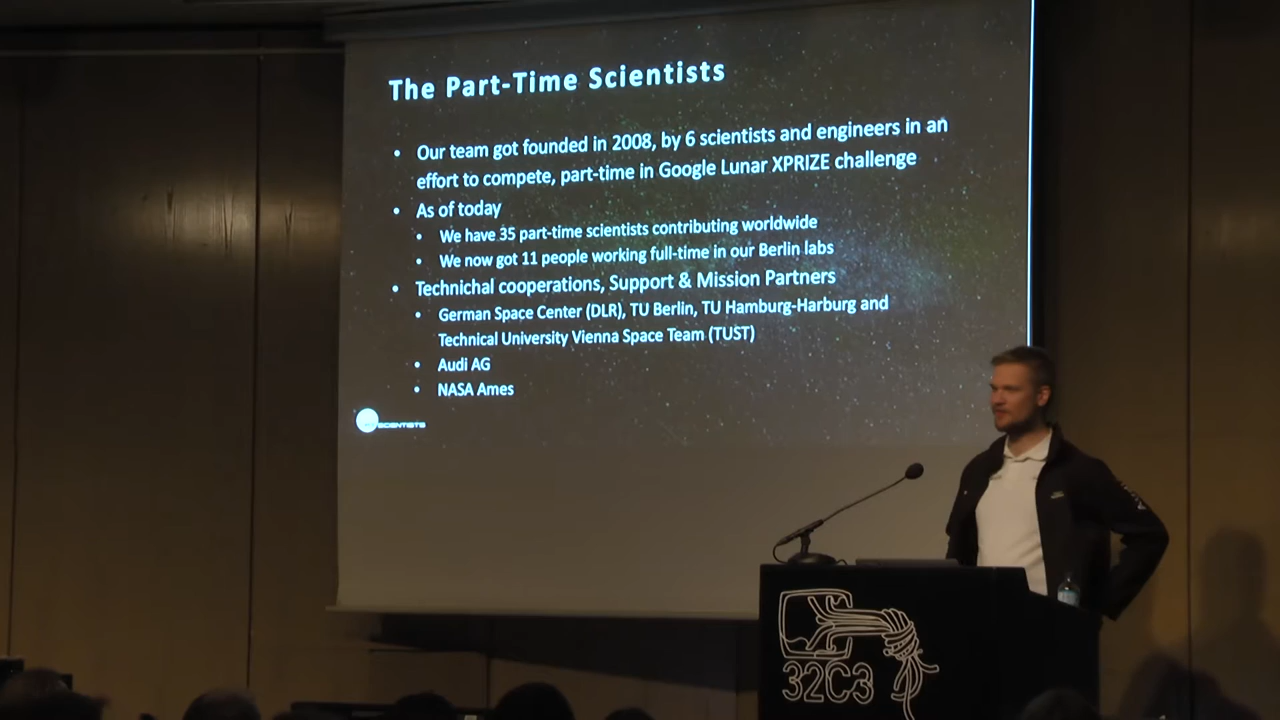 The Part-Time Scientists
• Our team got founded in 2008, by 6 scientists and engineers in an
effort to compete, part-time in Google Lunar XPRIZE challenge
• As of today
• We have 35 part-time scientists contributing worldwide
• We now got 11 people working full-time in our Berlin labs
• Technichal cooperations, Support & Mission Partners
• German Space Center (DLR), TU Berlin, TU Hamburg-Harburg and
Technical University Vienna Space Team (TUST)
• Audi AG
• NASA Ames
SCIENTISTS
32C3